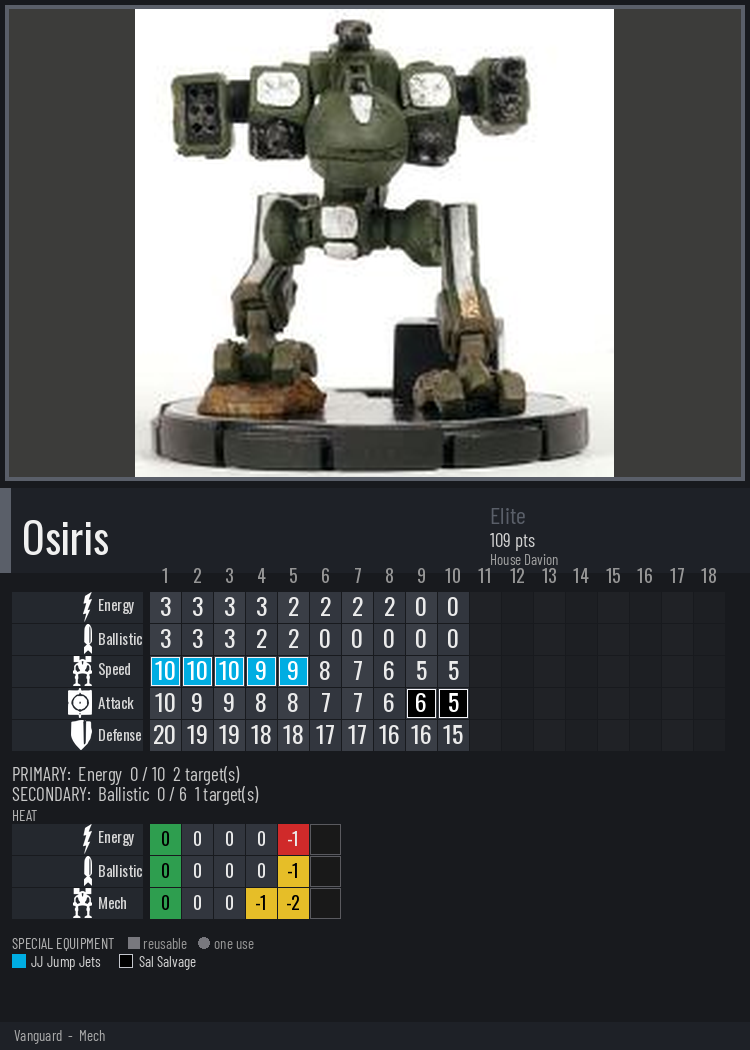 Osiris
Elite
109 pts
House Davion
1 2 3 4 5 6 7 8 9 10 11 12 13 14 15 16 17 18
Energy 3 3 3 3 2 2 2 2 0 0
Ballistic 3 3 3 2 2 0 0 0 0 0
Speed 10 10 10 9 9 8 7 6 5 5
Attack 10 9 9 8 8 7 7 6 6 5
Defense 20 19 19 18 18 17 17 16 16 15
PRIMARY: Energy 0 / 10 2 target(s)
SECONDARY: Ballistic 0 / 6 1 target(s)
HEAT
Energy 0 0 0 0 -1
Ballistic 0 0 0 0 -1
Mech 0 0 0 -1 -2
SPECIAL EQUIPMENT reusable one use
JJ Jump Jets Sal Salvage
Vanguard - Mech